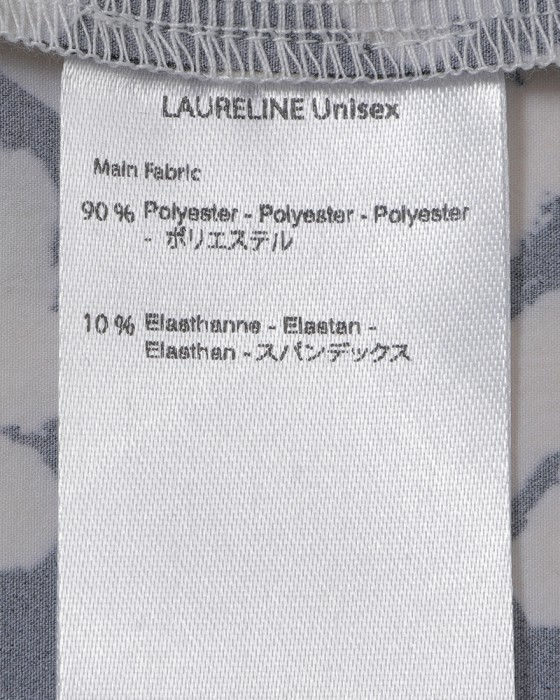 LAURELINE Unisex
Main Fabric
90 % Polyester - Polyester - Polyester
- ポリエステル
10 % Elasthanne - Elastan -
Elasthan - スパンデックス